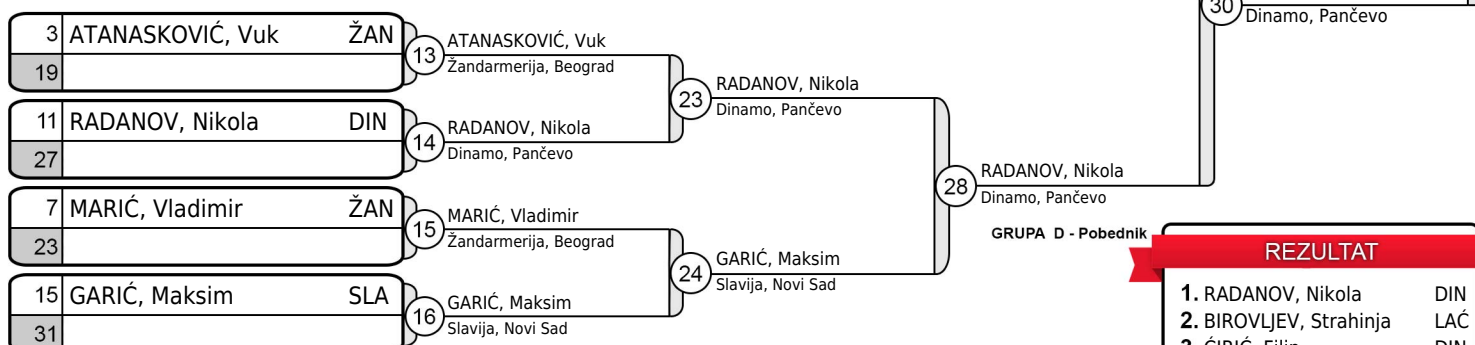 30
Dinamo, Pančevo
3 ATANASKOVIĆ, Vuk ŽAN
19
13
ATANASKOVIĆ, Vuk
Žandarmerija, Beograd
23
RADANOV, Nikola
Dinamo, Pančevo
11 RADANOV, Nikola DIN
27
14
RADANOV, Nikola
Dinamo, Pančevo
28
RADANOV, Nikola
Dinamo, Pančevo
GRUPA D - Pobednik
7 MARIĆ, Vladimir ŽAN
23
15
MARIĆ, Vladimir
Žandarmerija, Beograd
24
GARIĆ, Maksim
Slavija, Novi Sad
15 GARIĆ, Maksim SLA
31
16
GARIĆ, Maksim
Slavija, Novi Sad
REZULTAT
1. RADANOV, Nikola DIN
2. BIROVLJEV, Strahinja LAĆ